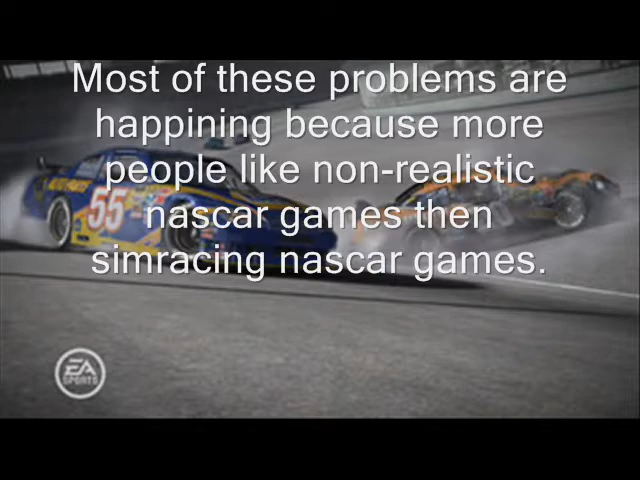 Most of these problems are
happining because more
people like non-realistic
nascar games then
simracing nascar games.
55
EA
SPORTS